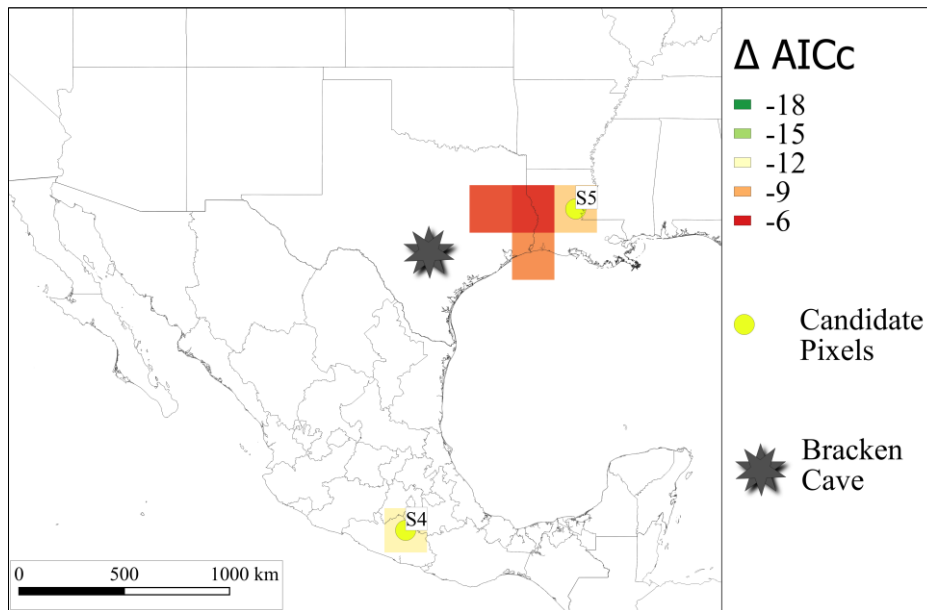 Δ AICc
-18
-15
-12
-9
-6
S5
Candidate
Pixels
Bracken
Cave
S4
0 500 1000 km